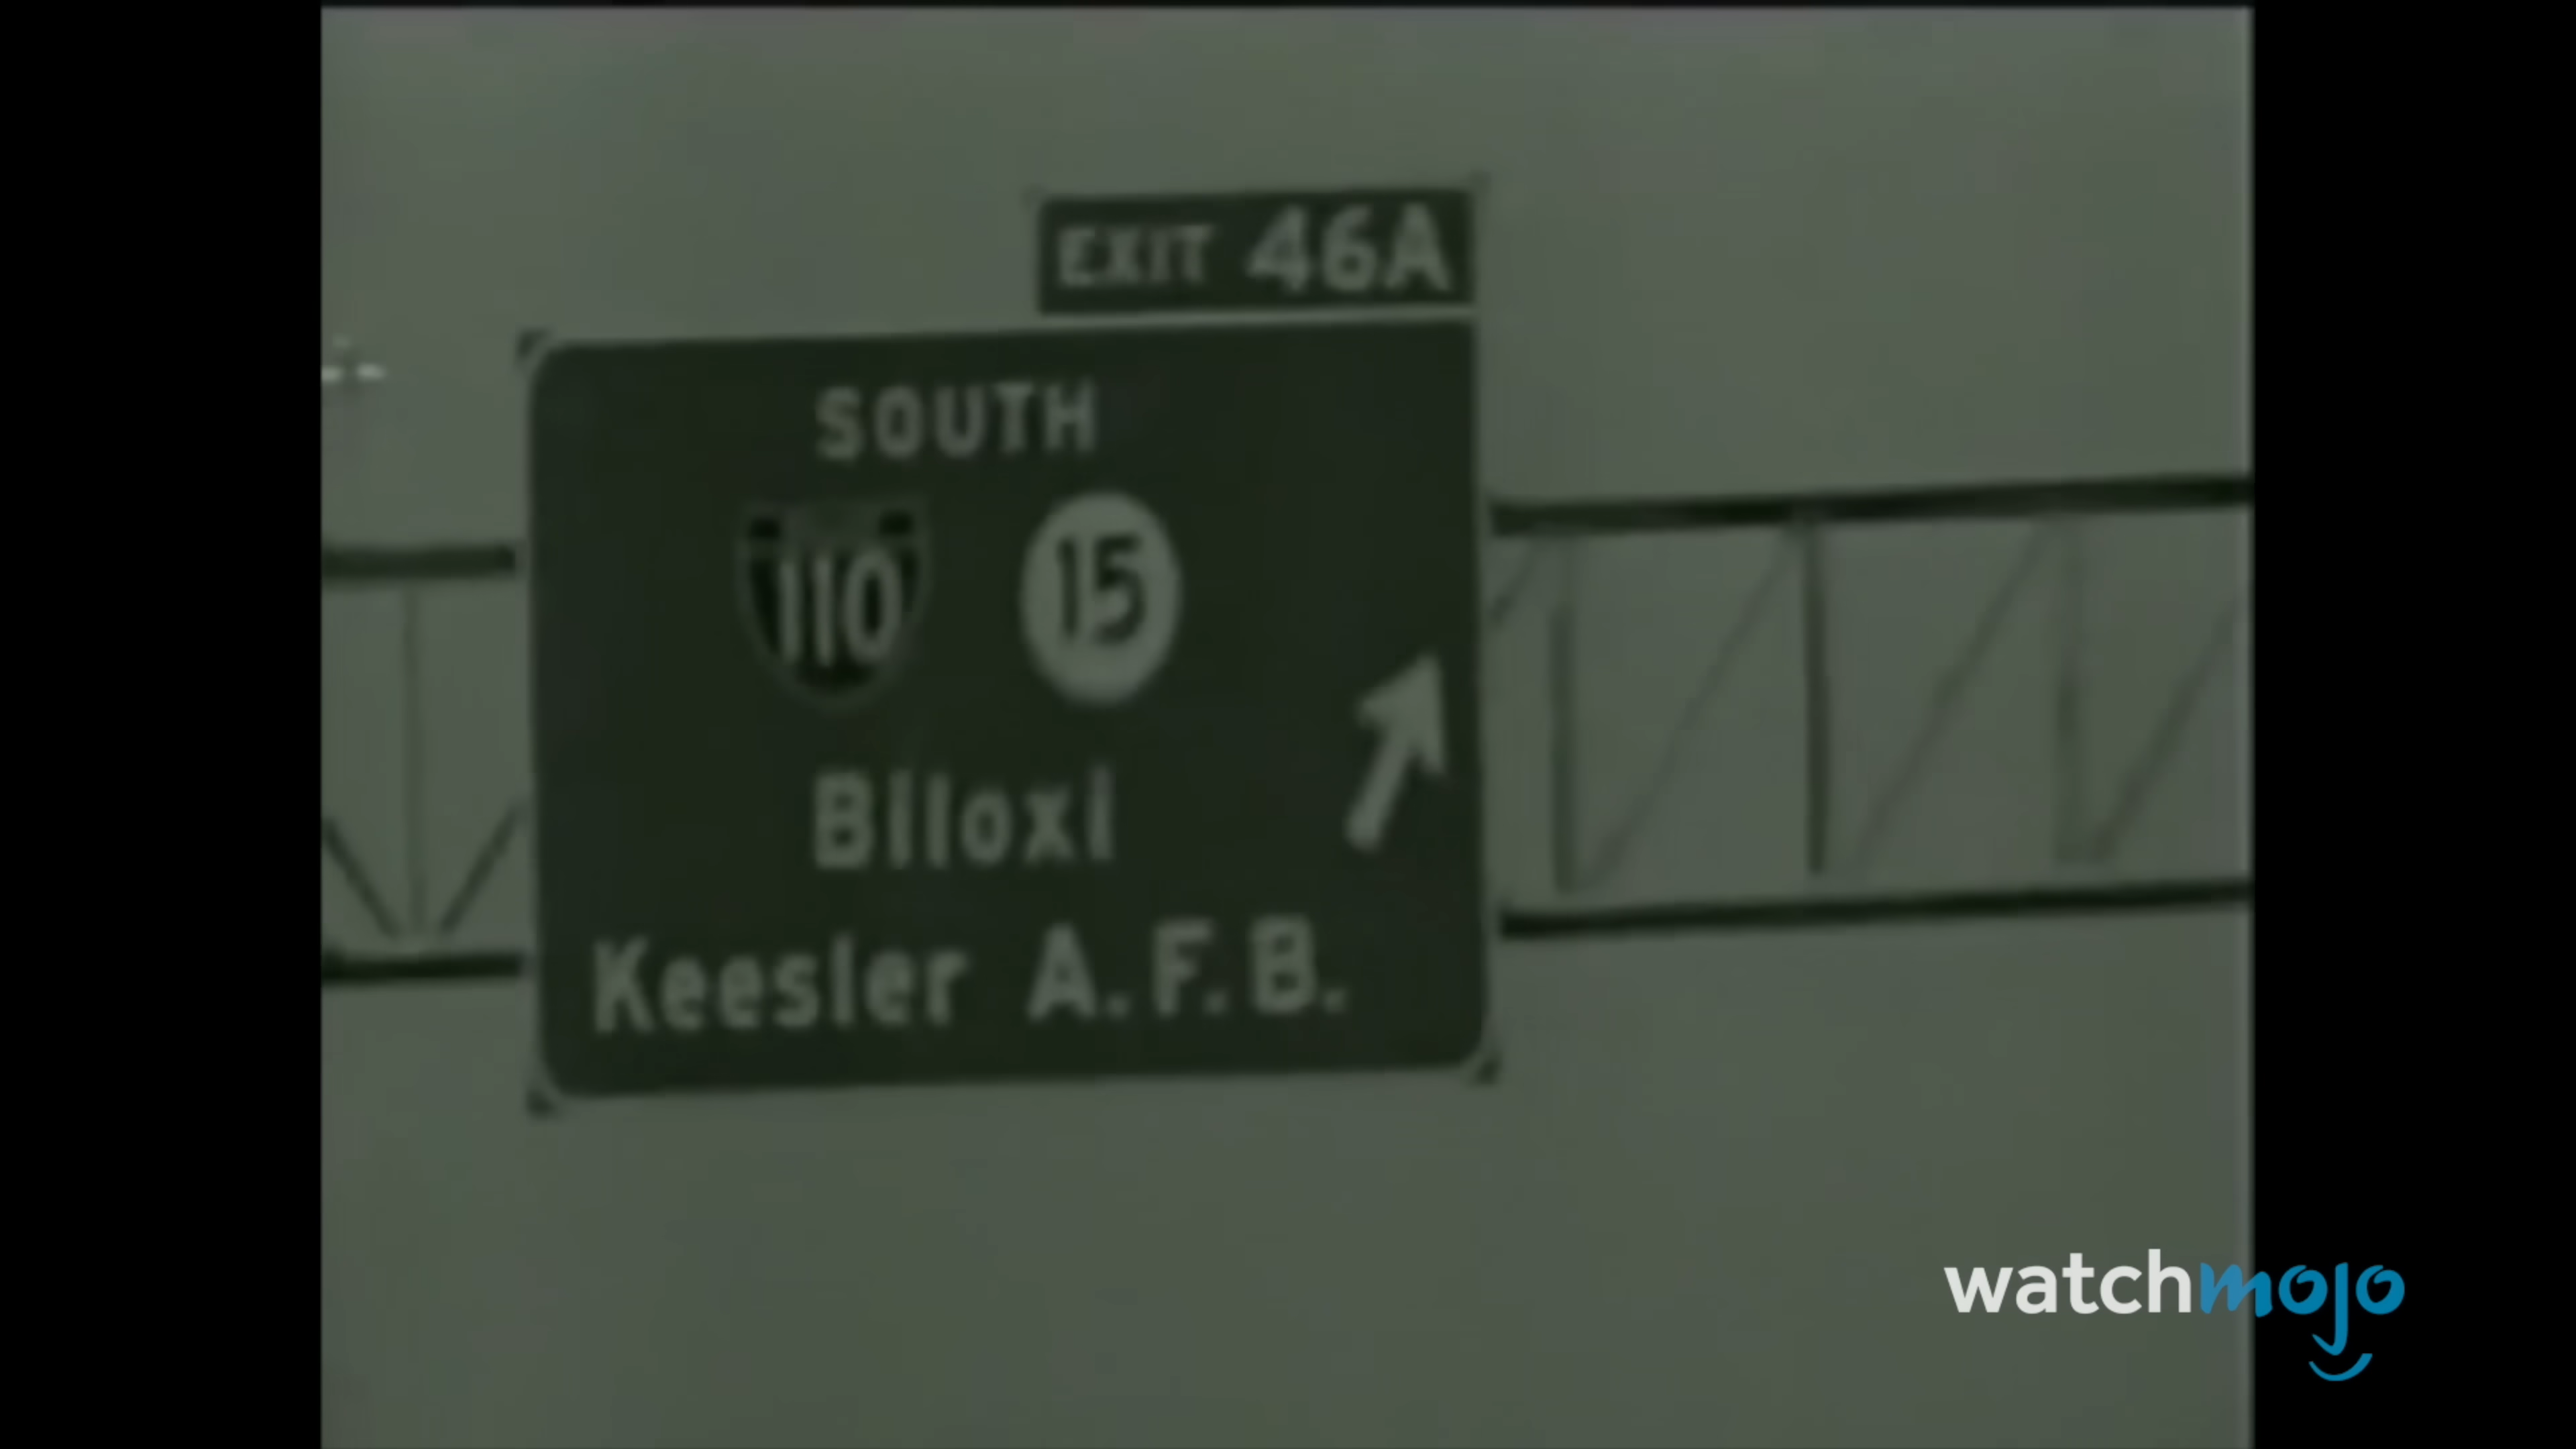 EXIT 46A
SOUTH
110 15
Biloxi
Keesler A.F.B.
watchmojo